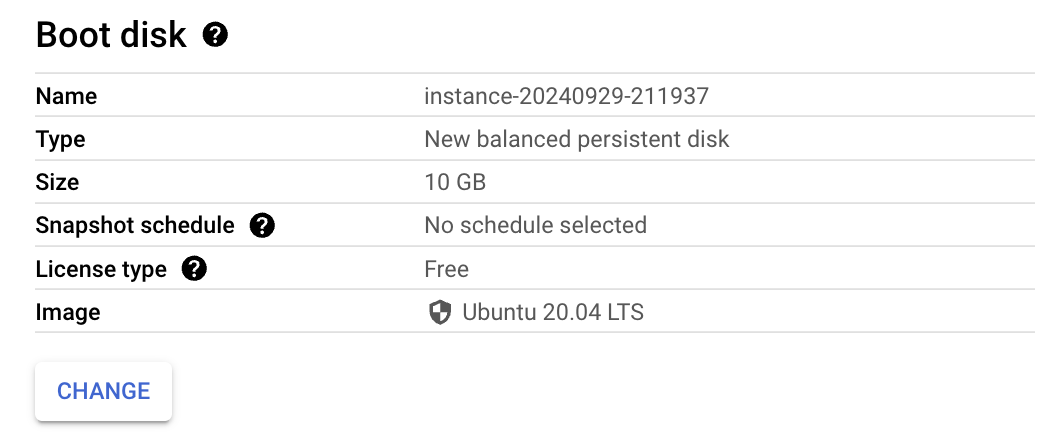 Boot disk ?
Name instance-20240929-211937
Type New balanced persistent disk
Size 10 GB
Snapshot schedule ? No schedule selected
License type ? Free
Image Ubuntu 20.04 LTS
CHANGE